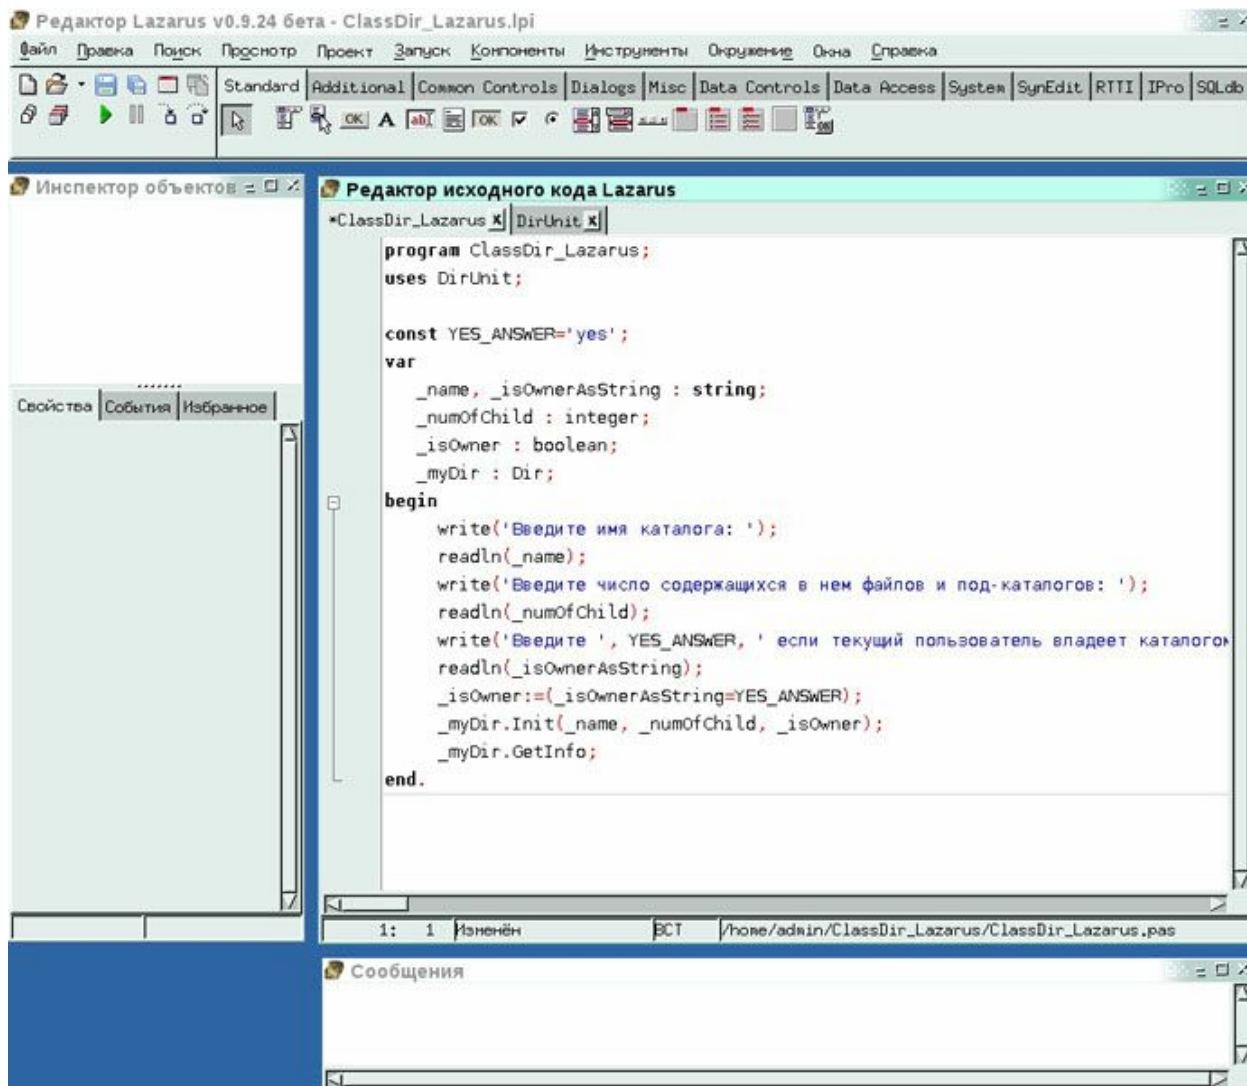 Редактор Lazarus v0.9.24 бета - ClassDir_Lazarus.lpi
Файл Правка Поиск Просмотр Проект Запуск Компоненты Инструменты Окружение Окна Справка
Standard Additional Common Controls Dialogs Misc Data Controls Data Access System SynEdit RTTI IPro SQLdb
OK A abI OK OK
Инспектор объектов
Свойства События Избранное
Редактор исходного кода Lazarus
*ClassDir_Lazarus DirUnit
program ClassDir_Lazarus;
uses DirUnit;
const YES_ANSWER='yes';
var
_name, _isOwnerAsString : string;
_numOfChild : integer;
_isOwner : boolean;
_myDir : Dir;
begin
write('Введите имя каталога: ');
readln(_name);
write('Введите число содержащихся в нем файлов и под-каталогов: ');
readln(_numOfChild);
write('Введите ', YES_ANSWER, ' если текущий пользователь владеет каталогом
readln(_isOwnerAsString);
_isOwner:=(_isOwnerAsString=YES_ANSWER);
_myDir.Init(_name, _numOfChild, _isOwner);
_myDir.GetInfo;
end.
1: 1 Изменён ВСТ /home/admin/ClassDir_Lazarus/ClassDir_Lazarus.pas
Сообщения